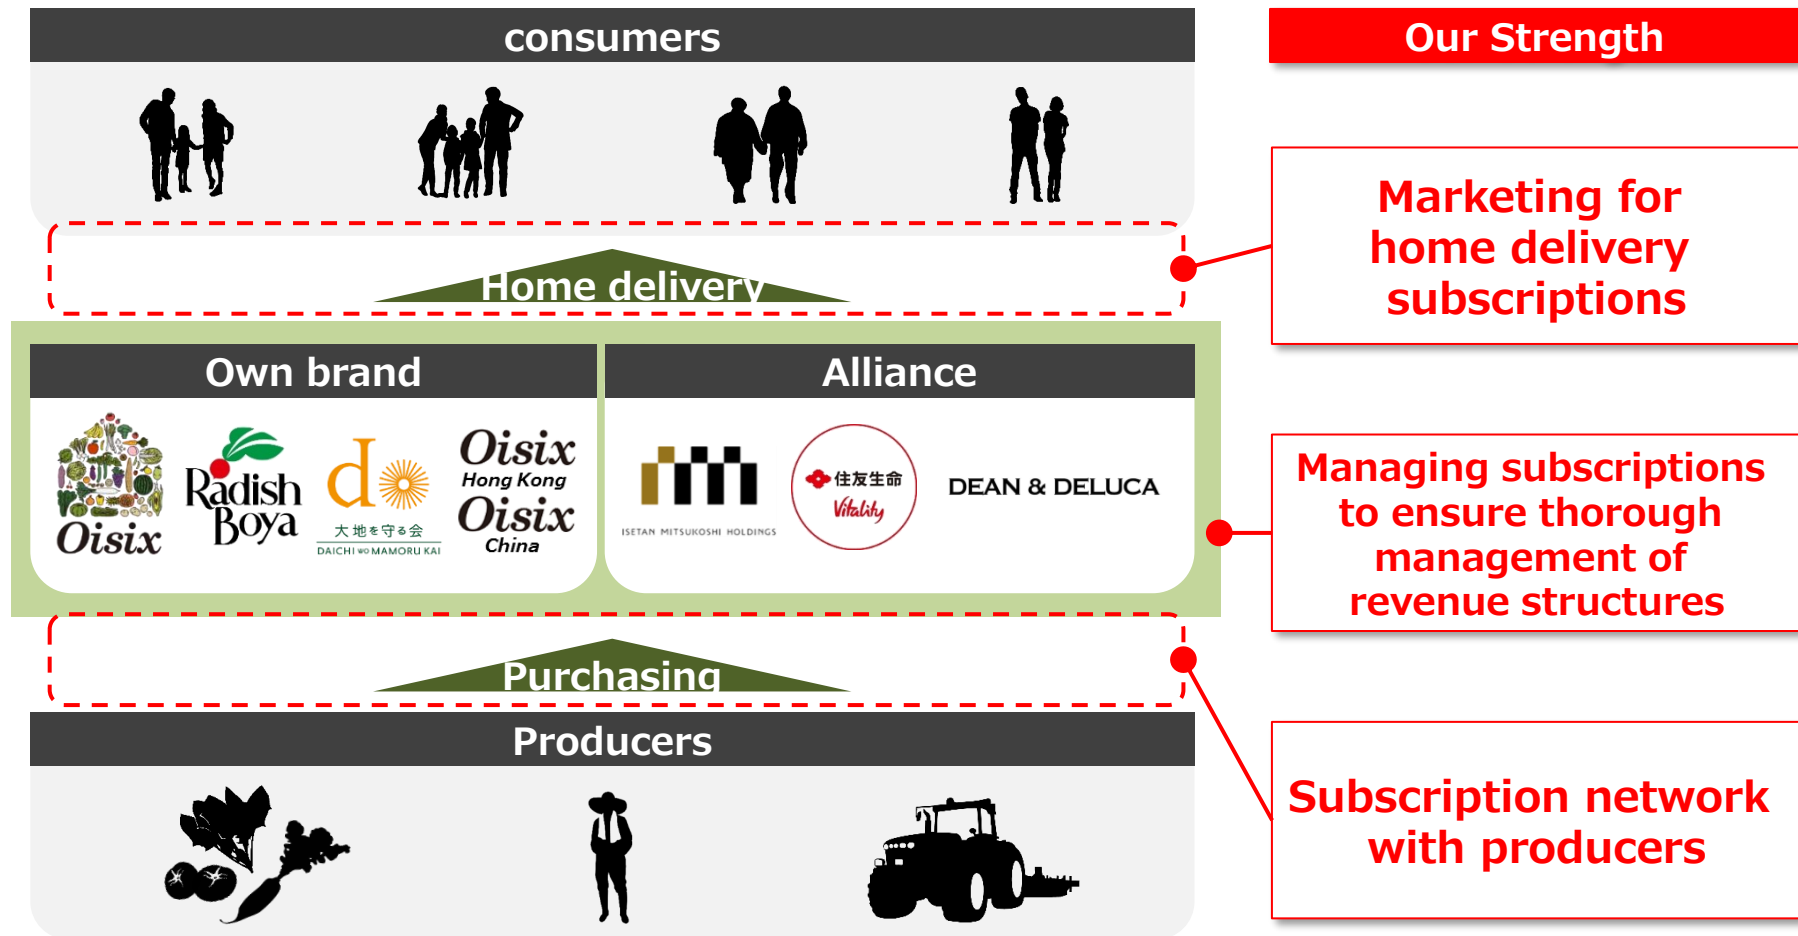 consumers
Our Strength
Marketing for
home delivery
subscriptions
Home delivery
Own brand
Alliance
Oisix
Radish
Boya
d
大地を守る会
DAICHI WO MAMORU KAI
Oisix
Hong Kong
Oisix
China
ISETAN MITSUKOSHI HOLDINGS
住友生命
Vitality
DEAN & DELUCA
Managing subscriptions
to ensure thorough
management of
revenue structures
Purchasing
Producers
Subscription network
with producers